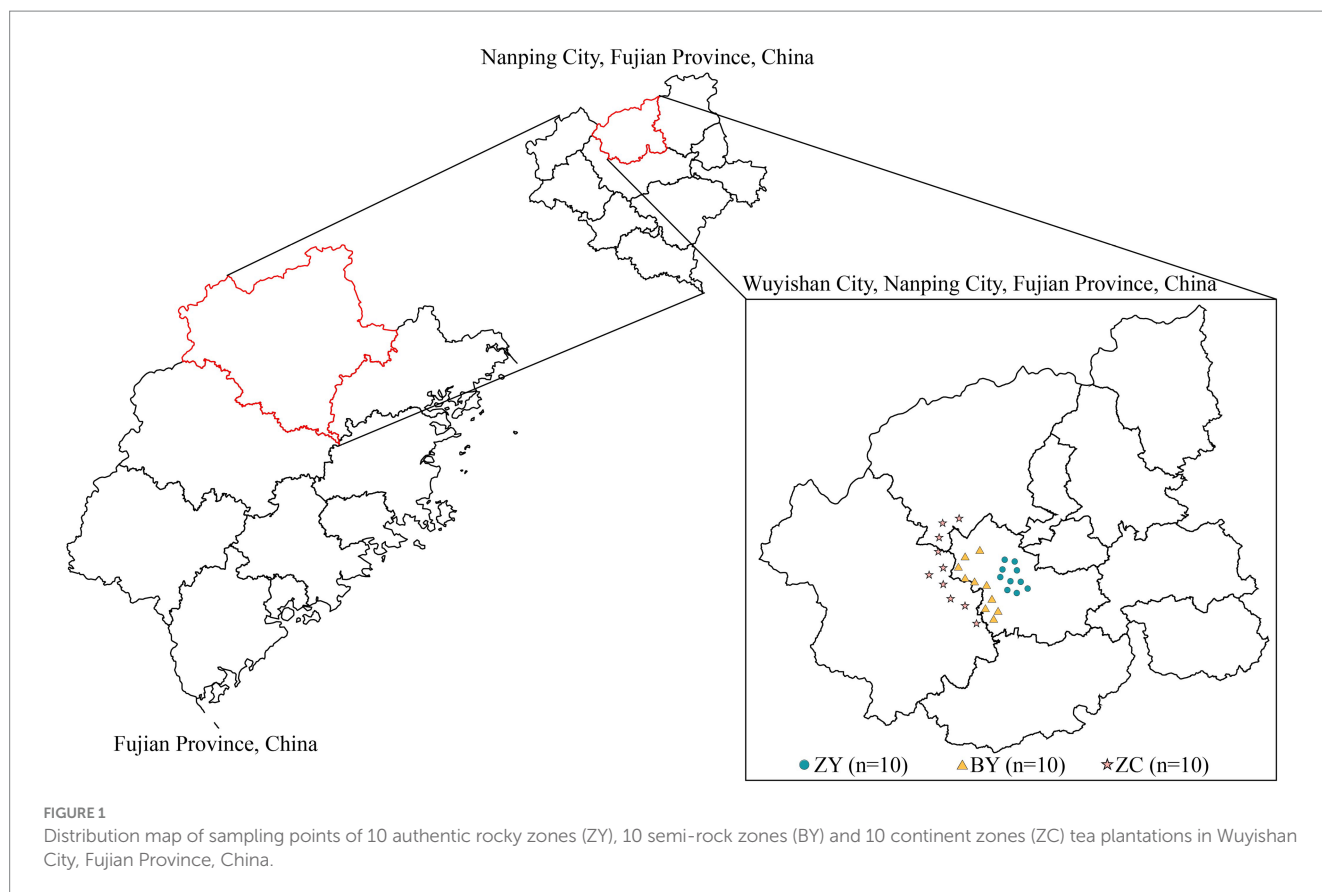 Nanping City, Fujian Province, China
Wuyishan City, Nanping City, Fujian Province, China
Fujian Province, China
ZY (n=10) BY (n=10) ZC (n=10)
FIGURE 1
Distribution map of sampling points of 10 authentic rocky zones (ZY), 10 semi-rock zones (BY) and 10 continent zones (ZC) tea plantations in Wuyishan
City, Fujian Province, China.